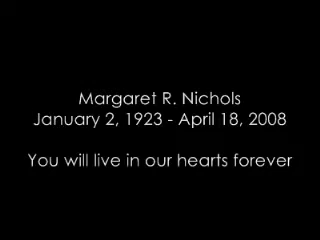 Margaret R. Nichols
January 2, 1923 - April 18, 2008
You will live in our hearts forever